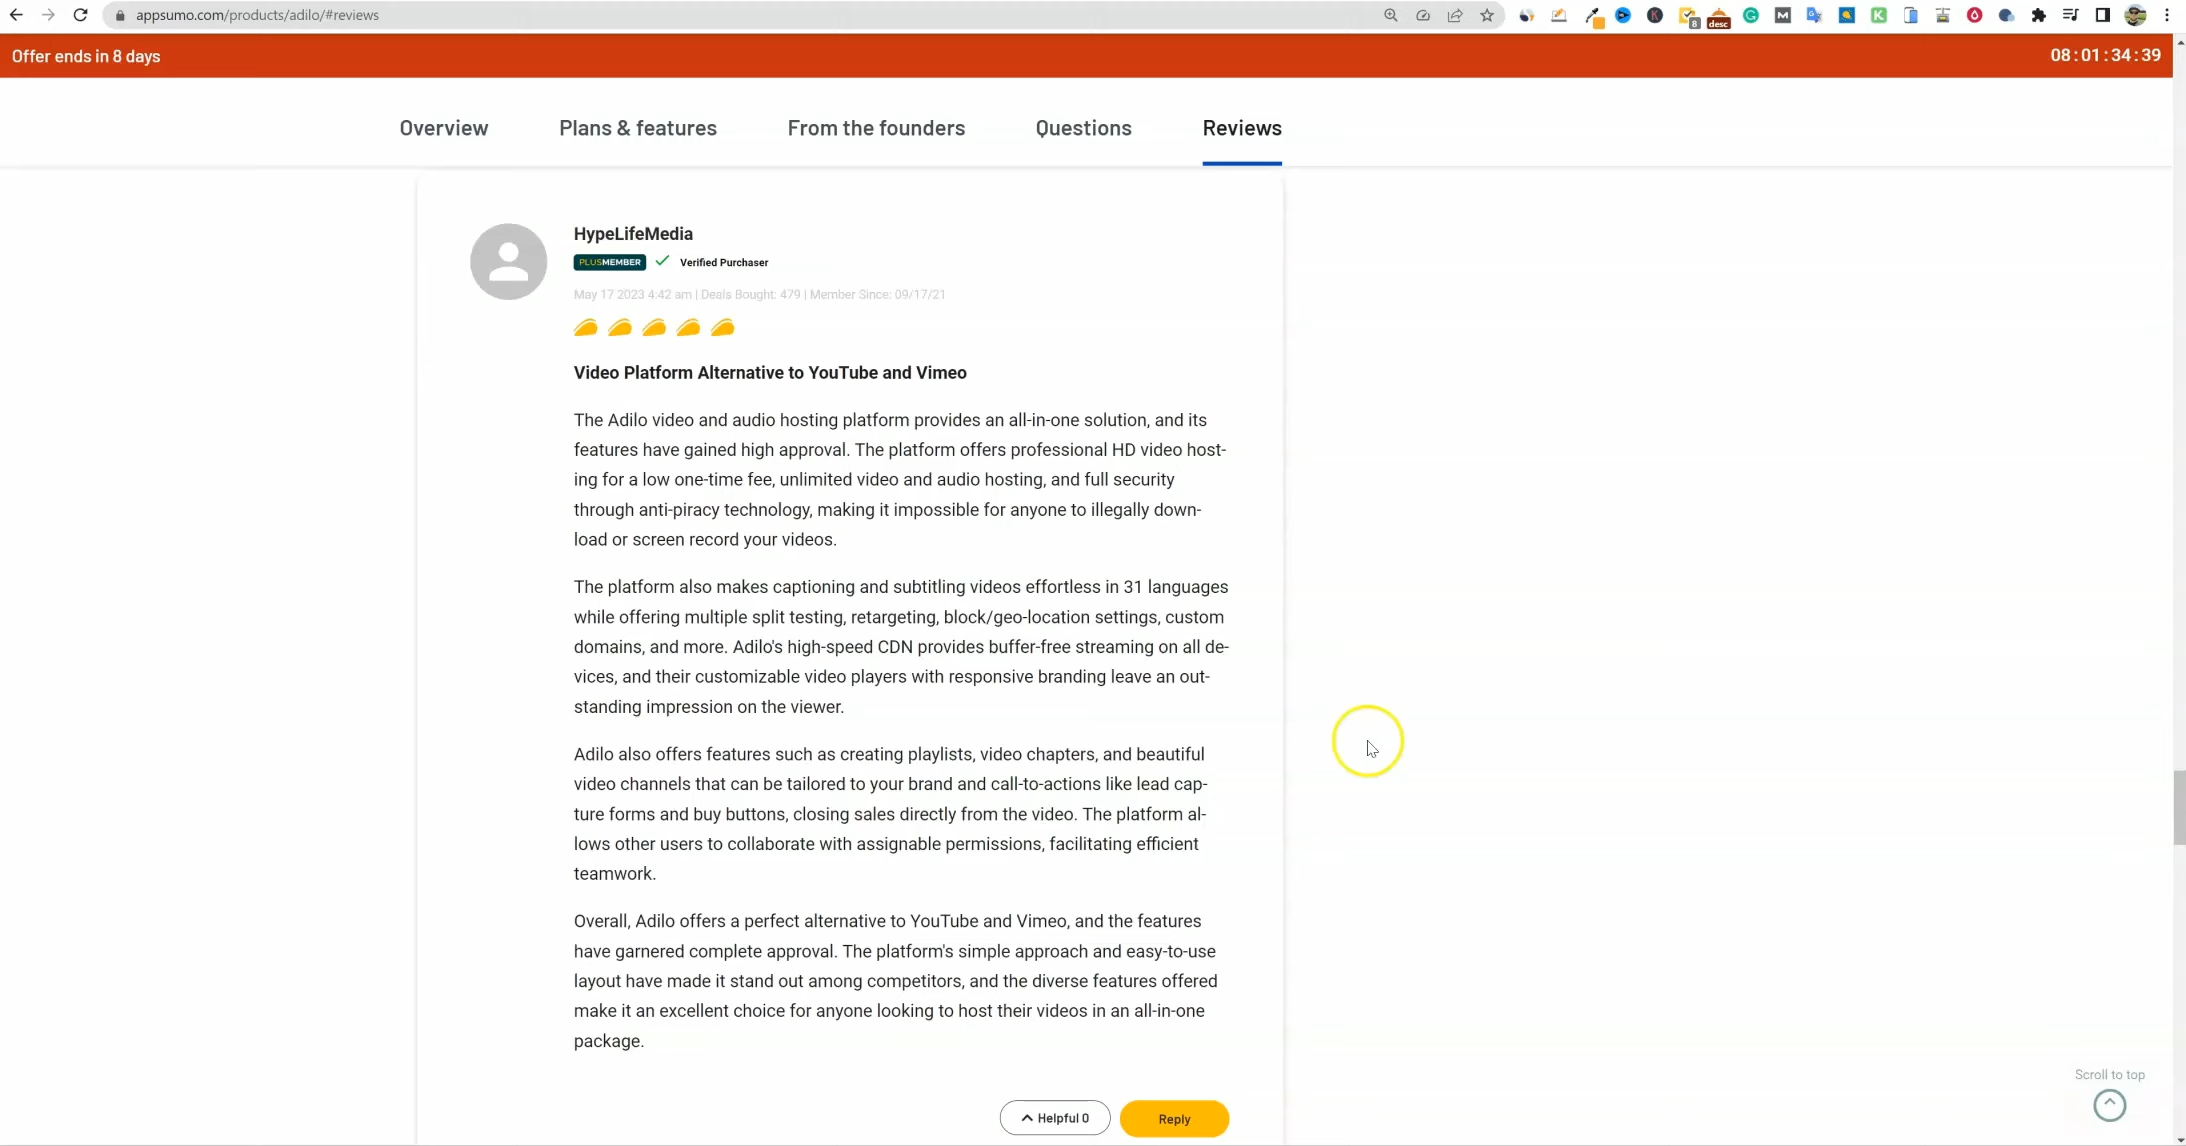 appsumo.com/products/adilo/#reviews
8
desc
Offer ends in 8 days
08:01:34:39
Overview
Plans & features
From the founders
Questions
Reviews
HypeLifeMedia
PLUSMEMBER
Verified Purchaser
May 17 2023 4:42 am | Deals Bought: 479 | Member Since: 09/17/21
Video Platform Alternative to YouTube and Vimeo
The Adilo video and audio hosting platform provides an all-in-one solution, and its
features have gained high approval. The platform offers professional HD video host-
ing for a low one-time fee, unlimited video and audio hosting, and full security
through anti-piracy technology, making it impossible for anyone to illegally down-
load or screen record your videos.
The platform also makes captioning and subtitling videos effortless in 31 languages
while offering multiple split testing, retargeting, block/geo-location settings, custom
domains, and more. Adilo's high-speed CDN provides buffer-free streaming on all de-
vices, and their customizable video players with responsive branding leave an out-
standing impression on the viewer.
Adilo also offers features such as creating playlists, video chapters, and beautiful
video channels that can be tailored to your brand and call-to-actions like lead cap-
ture forms and buy buttons, closing sales directly from the video. The platform al-
lows other users to collaborate with assignable permissions, facilitating efficient
teamwork.
Overall, Adilo offers a perfect alternative to YouTube and Vimeo, and the features
have garnered complete approval. The platform's simple approach and easy-to-use
layout have made it stand out among competitors, and the diverse features offered
make it an excellent choice for anyone looking to host their videos in an all-in-one
package.
Helpful 0
Reply
Scroll to top